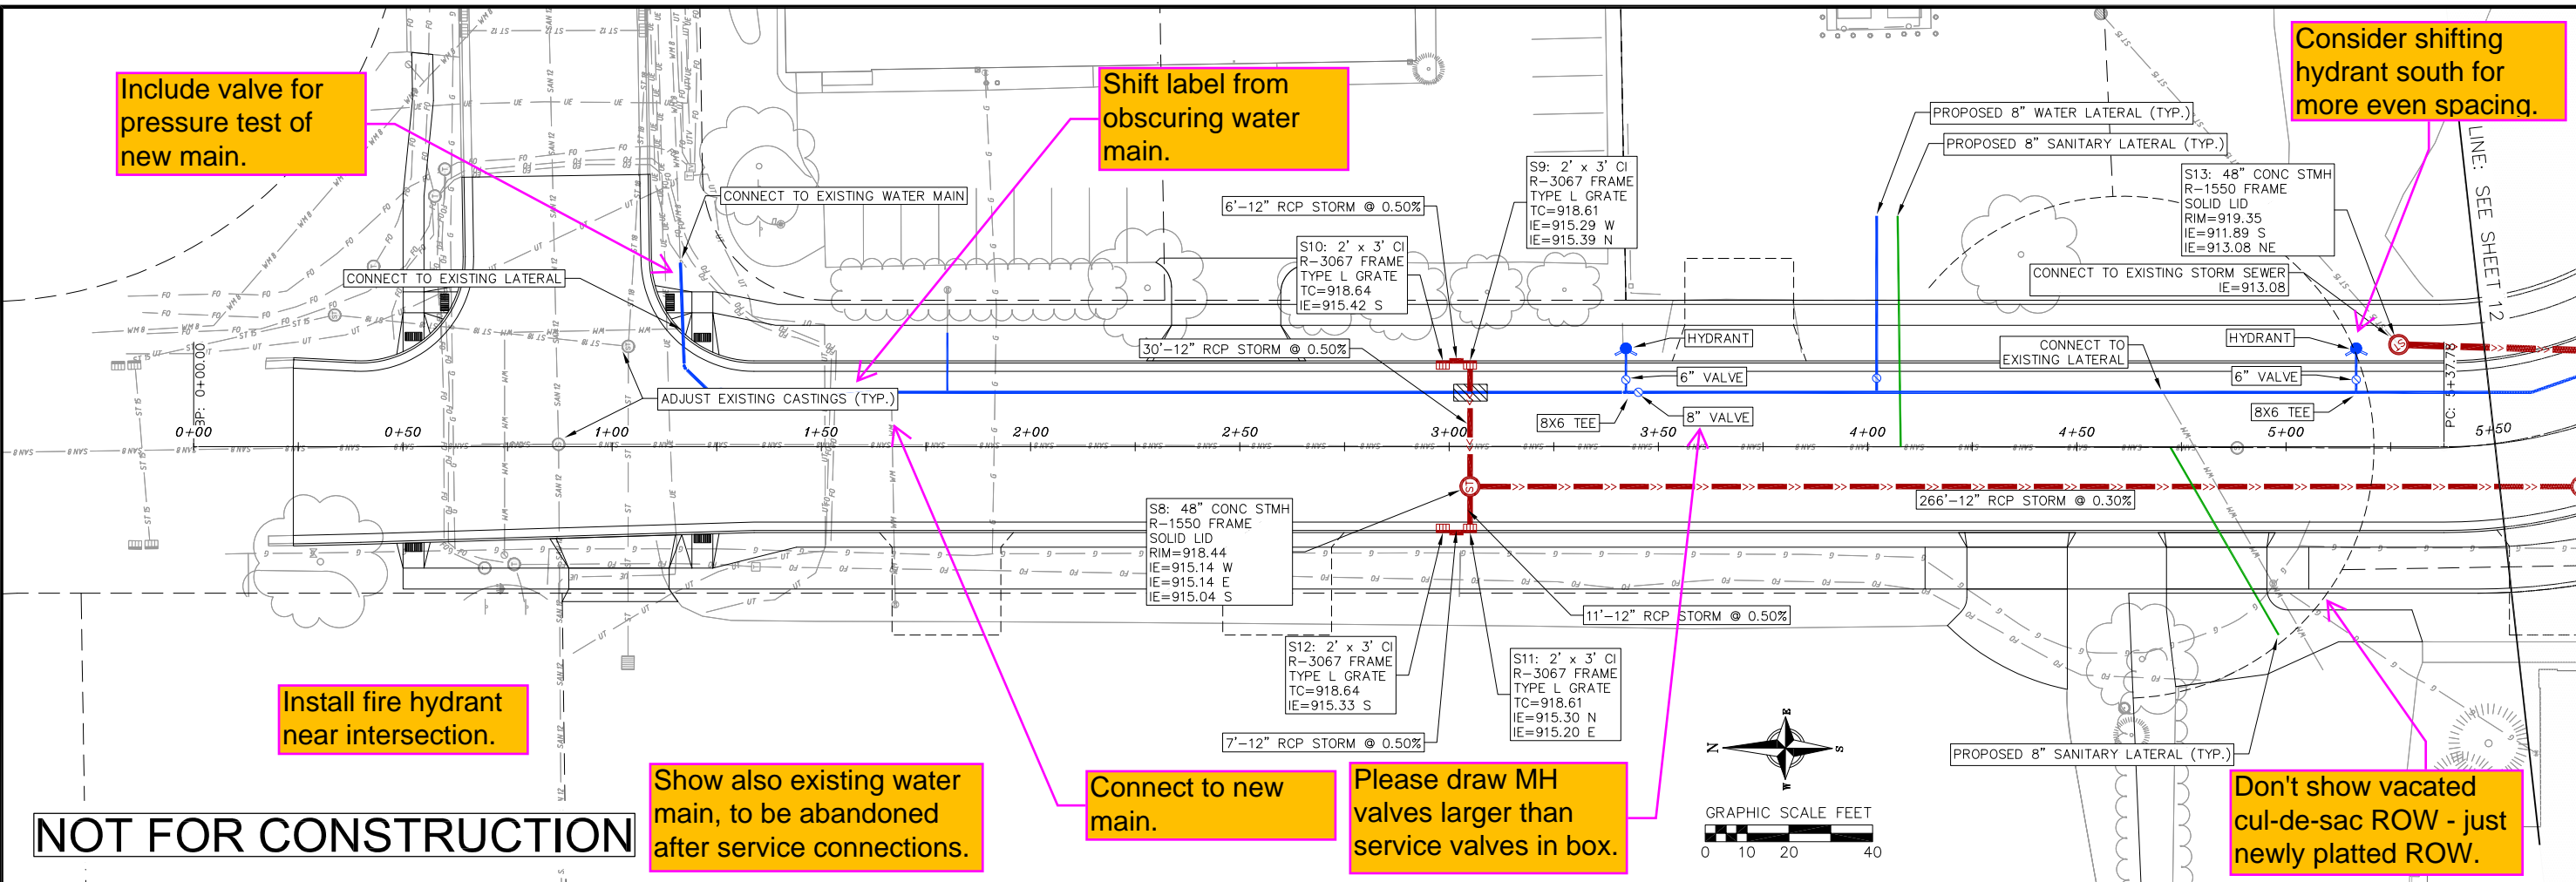 Include valve for
pressure test of
new main.
Shift label from
obscuring water
main.
Consider shifting
hydrant south for
more even spacing.
CONNECT TO EXISTING WATER MAIN
CONNECT TO EXISTING LATERAL
ADJUST EXISTING CASTINGS (TYP.)
6'-12" RCP STORM @ 0.50%
S10: 2' x 3' CI
R-3067 FRAME
TYPE L GRATE
TC=918.64
IE=915.42 S
30'-12" RCP STORM @ 0.50%
S9: 2' x 3' CI
R-3067 FRAME
TYPE L GRATE
TC=918.61
IE=915.29 W
IE=915.39 N
PROPOSED 8" WATER LATERAL (TYP.)
PROPOSED 8" SANITARY LATERAL (TYP.)
S13: 48" CONC STMH
R-1550 FRAME
SOLID LID
RIM=919.35
IE=911.89 S
IE=913.08 NE
CONNECT TO EXISTING STORM SEWER
IE=913.08
LINE: SEE SHEET 12
HYDRANT
6" VALVE
8X6 TEE
8" VALVE
CONNECT TO
EXISTING LATERAL
HYDRANT
6" VALVE
8X6 TEE
BP: 0+00.00
PC: 5+37.78
0+00
0+50
1+00
1+50
2+00
2+50
3+00
3+50
4+00
4+50
5+00
5+50
ST
ST
266'-12" RCP STORM @ 0.30%
S8: 48" CONC STMH
R-1550 FRAME
SOLID LID
RIM=918.44
IE=915.14 W
IE=915.14 E
IE=915.04 S
11'-12" RCP STORM @ 0.50%
S12: 2' x 3' CI
R-3067 FRAME
TYPE L GRATE
TC=918.64
IE=915.33 S
S11: 2' x 3' CI
R-3067 FRAME
TYPE L GRATE
TC=918.61
IE=915.30 N
IE=915.20 E
7'-12" RCP STORM @ 0.50%
PROPOSED 8" SANITARY LATERAL (TYP.)
Install fire hydrant
near intersection.
Show also existing water
main, to be abandoned
after service connections.
Connect to new
main.
Please draw MH
valves larger than
service valves in box.
Don't show vacated
cul-de-sac ROW - just
newly platted ROW.
N
E
S
W
GRAPHIC SCALE FEET
0 10 20 40
NOT FOR CONSTRUCTION